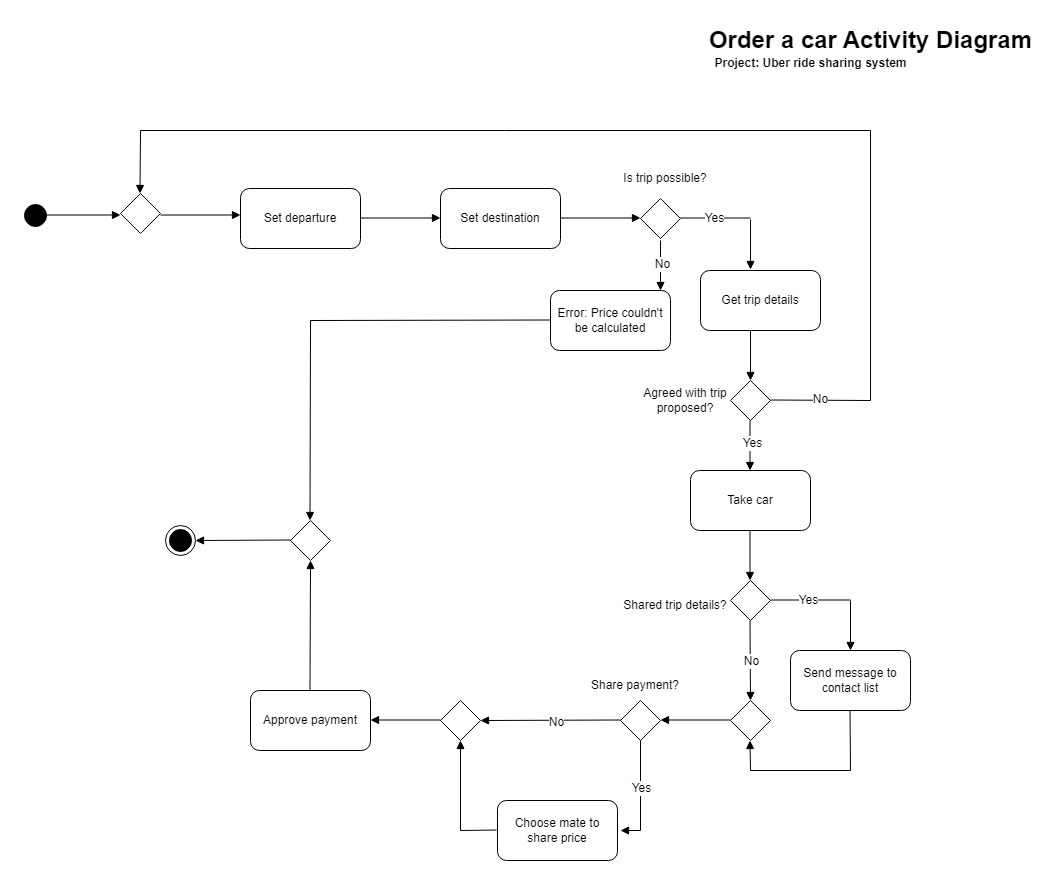 Order a car Activity Diagram
Project: Uber ride sharing system
Is trip possible?
Set departure
Set destination
Yes
No
Get trip details
Error: Price couldn't
be calculated
Agreed with trip
proposed?
No
Yes
Take car
Shared trip details?
Yes
No
Send message to
contact list
Share payment?
Approve payment
No
Yes
Choose mate to
share price